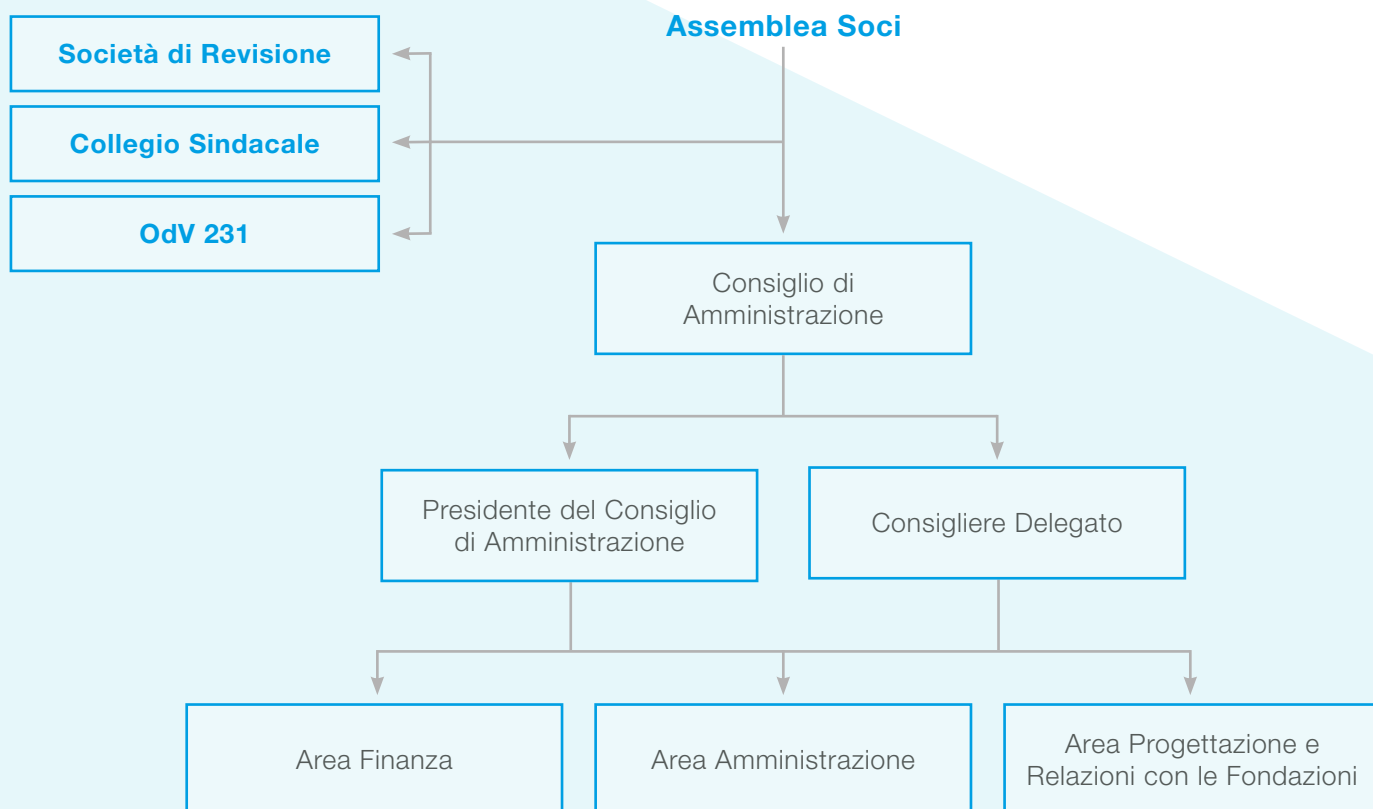 Assemblea Soci
Società di Revisione
Collegio Sindacale
OdV 231
Consiglio di
Amministrazione
Presidente del Consiglio
di Amministrazione
Consigliere Delegato
Area Finanza
Area Amministrazione
Area Progettazione e
Relazioni con le Fondazioni